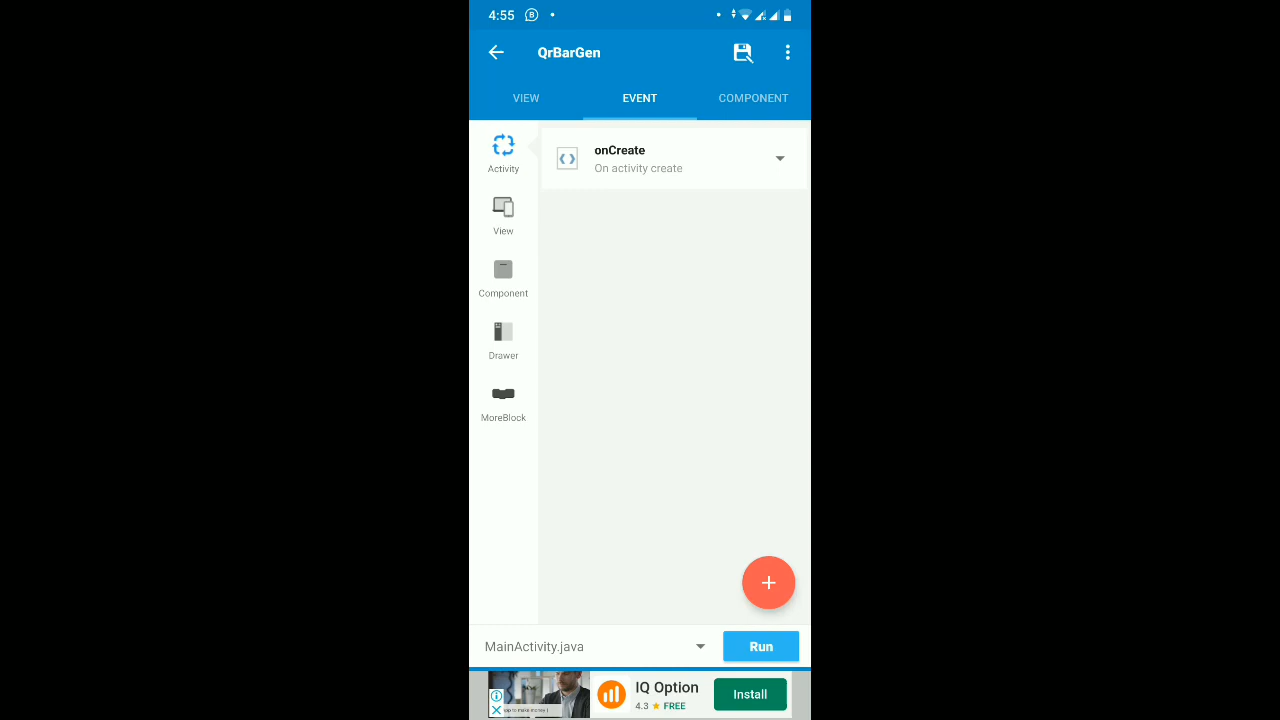 4:55
QrBarGen
VIEW
EVENT
COMPONENT
Activity
onCreate
On activity create
View
Component
Drawer
MoreBlock
MainActivity.java
Run
IQ Option
4.3 ★ FREE
Install